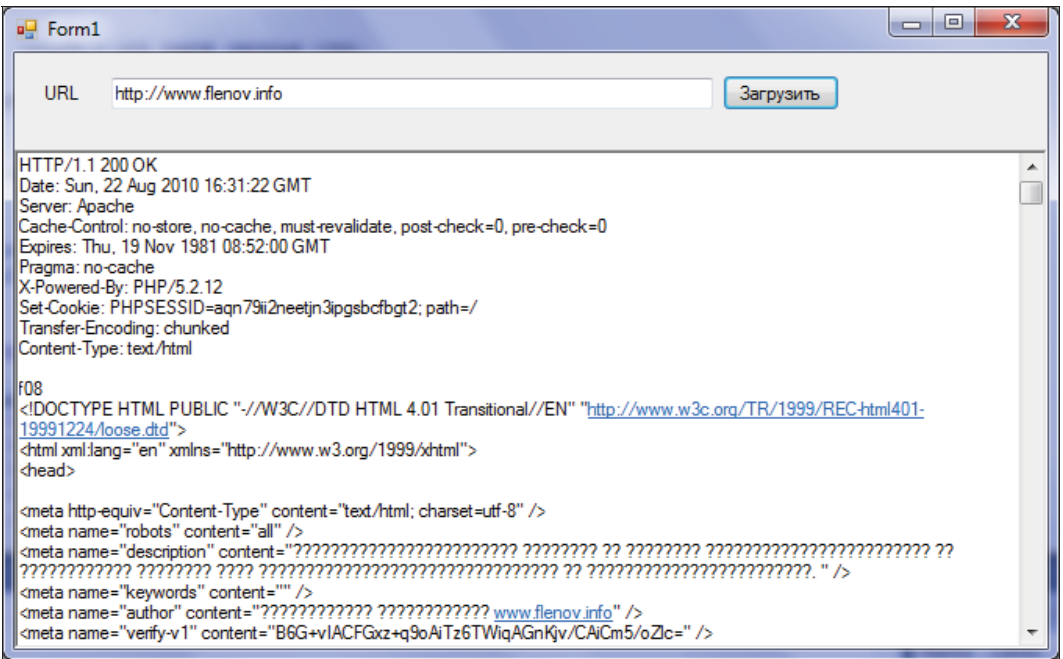 Form1
URL http://www.flenov.info Загрузить
HTTP/1.1 200 OK
Date: Sun, 22 Aug 2010 16:31:22 GMT
Server: Apache
Cache-Control: no-store, no-cache, must-revalidate, post-check=0, pre-check=0
Expires: Thu, 19 Nov 1981 08:52:00 GMT
Pragma: no-cache
X-Powered-By: PHP/5.2.12
Set-Cookie: PHPSESSID=aqn79ii2neetjn3ipgsbcfbgt2; path=/
Transfer-Encoding: chunked
Content-Type: text/html
f08
<!DOCTYPE HTML PUBLIC "-//W3C//DTD HTML 4.01 Transitional//EN" "http://www.w3c.org/TR/1999/REC-html401-
19991224/loose.dtd">
<html xml:lang="en" xmlns="http://www.w3.org/1999/xhtml">
<head>
<meta http-equiv="Content-Type" content="text/html; charset=utf-8" />
<meta name="robots" content="all" />
<meta name="description" content="???????????????????????? ???????? ?? ???????? ???????????????????????? ??
???????????? ???????? ???? ???????????????????????????????? ?? ????????????????????????. " />
<meta name="keywords" content="" />
<meta name="author" content="???????????? ???????????? www.flenov.info" />
<meta name="verify-v1" content="B6G+vIACFGxz+q9oAiTz6TWiqAGnKjv/CAiCm5/oZIc=" />